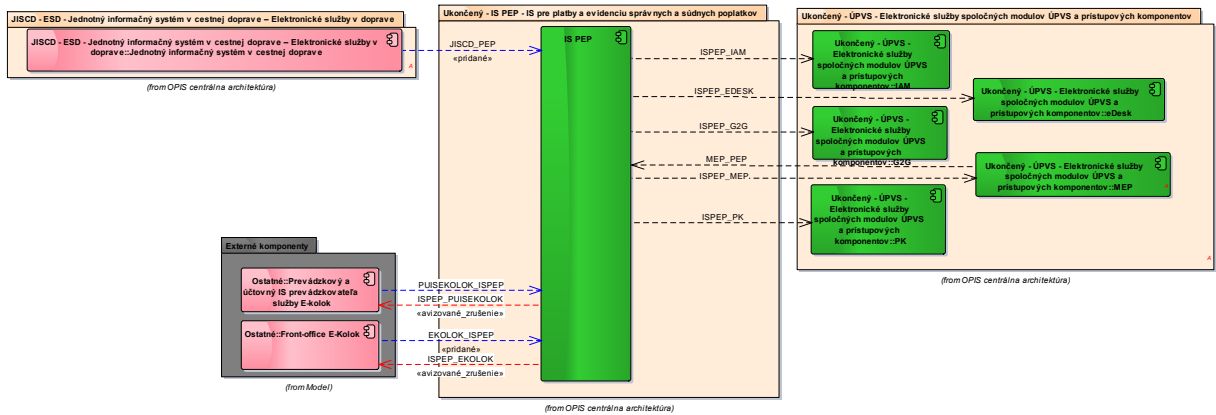 JISCD - ESD - Jednotný informačný systém v cestnej doprave – Elektronické služby v doprave
JISCD - ESD - Jednotný informačný systém v cestnej doprave – Elektronické služby v
doprave::Jednotný informačný systém v cestnej doprave
A
(from OPIS centrálna architektúra)
Ukončený - IS PEP - IS pre platby a evidenciu správnych a súdnych poplatkov
IS PEP
(from OPIS centrálna architektúra)
JISCD_PEP
«pridané»
ISPEP_IAM
ISPEP_EDESK
ISPEP_G2G
MEP_PEP
ISPEP_MEP
ISPEP_PK
Ukončený - ÚPVS - Elektronické služby spoločných modulov ÚPVS a prístupových komponentov
Ukončený - ÚPVS -
Elektronické služby
spoločných modulov ÚPVS
a prístupových
komponentov::IAM
Ukončený - ÚPVS - Elektronické služby
spoločných modulov ÚPVS a
prístupových komponentov::eDesk
Ukončený - ÚPVS -
Elektronické služby
spoločných modulov ÚPVS
a prístupových
komponentov::G2G
Ukončený - ÚPVS - Elektronické služby
spoločných modulov ÚPVS a
prístupových komponentov::MEP
Ukončený - ÚPVS -
Elektronické služby
spoločných modulov ÚPVS
a prístupových
komponentov::PK
A
(from OPIS centrálna architektúra)
Externé komponenty
Ostatné::Prevádzkový a
účtovný IS prevádzkovateľa
služby E-kolok
Ostatné::Front-office E-Kolok
(from Model)
PUISEKOLOK_ISPEP
ISPEP_PUISEKOLOK
«avizované_zrušenie»
EKOLOK_ISPEP
«pridané»
ISPEP_EKOLOK
«avizované_zrušenie»